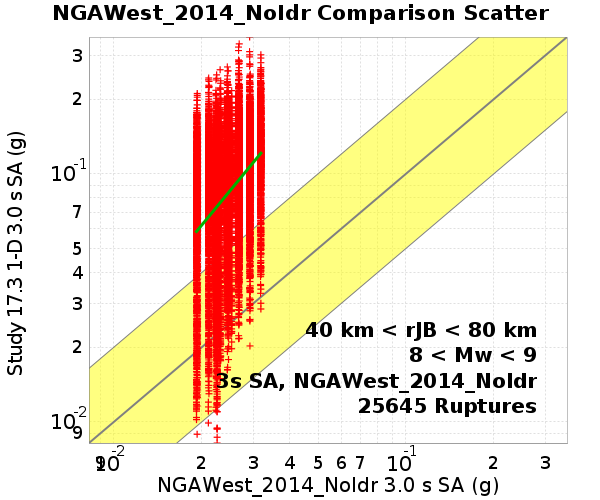 NGAWest_2014_NoIdr Comparison Scatter
Study 17.3 1-D 3.0 s SA (g)
3
2
10-1
7
5
4
3
2
10-2
9
40 km < rJB < 80 km
8 < Mw < 9
3s SA, NGAWest_2014_NoIdr
25645 Ruptures
9 10-2 2 3 4 5 6 7 10-1 2 3
NGAWest_2014_NoIdr 3.0 s SA (g)